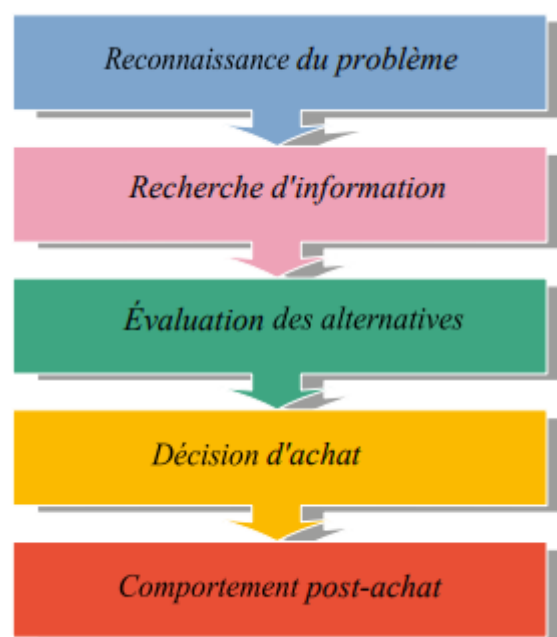 Reconnaissance du problème
Recherche d'information
Évaluation des alternatives
Décision d'achat
Comportement post-achat